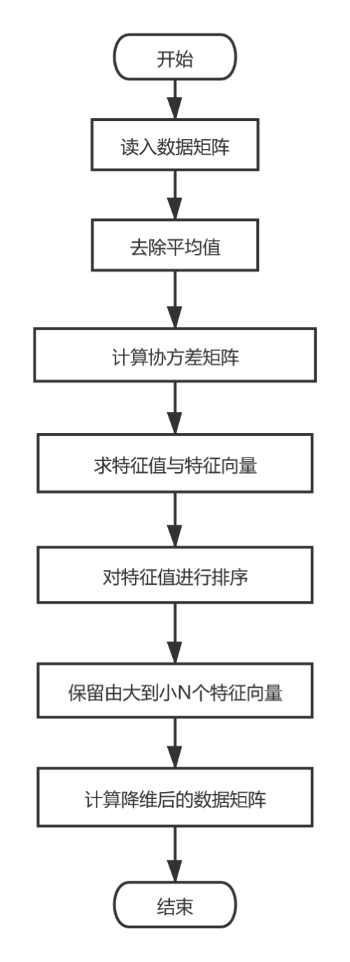 开始
读入数据矩阵
去除平均值
计算协方差矩阵
求特征值与特征向量
对特征值进行排序
保留由大到小N个特征向量
计算降维后的数据矩阵
结束